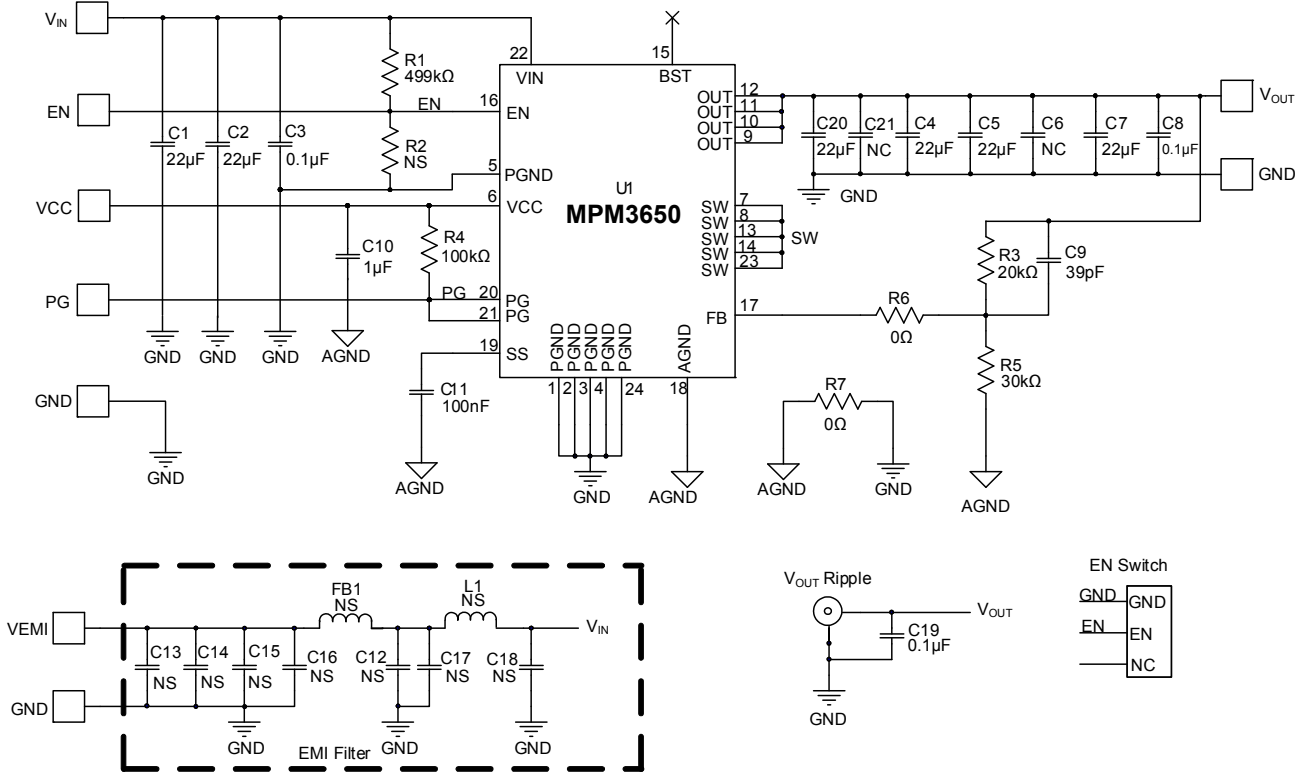 V_IN
EN
VCC
PG
GND
C1
22µF
C2
22µF
C3
0.1µF
R1
499kΩ
R2
NS
EN
C10
1µF
R4
100kΩ
PG
C11
100nF
GND
GND
GND
AGND
AGND
GND
22
VIN
16
EN
5
PGND
6
VCC
20
PG
21
PG
19
SS
15
BST
U1
MPM3650
OUT 12
OUT 11
OUT 10
OUT 9
SW 7
SW 8
SW 13
SW 14
SW 23
SW
FB
17
PGND
PGND
PGND
PGND
PGND
AGND
1
2
3
4
24
18
GND
AGND
C20
22µF
C21
NC
C4
22µF
C5
22µF
C6
NC
C7
22µF
C8
0.1µF
V_OUT
GND
GND
R3
20kΩ
C9
39pF
R6
0Ω
R5
30kΩ
R7
0Ω
AGND
GND
AGND
VEMI
GND
C13
NS
C14
NS
C15
NS
C16
NS
FB1
NS
C12
NS
C17
NS
L1
NS
C18
NS
V_IN
GND
GND
GND
EMI Filter
V_OUT Ripple
V_OUT
C19
0.1µF
GND
EN Switch
GND
GND
EN
EN
NC